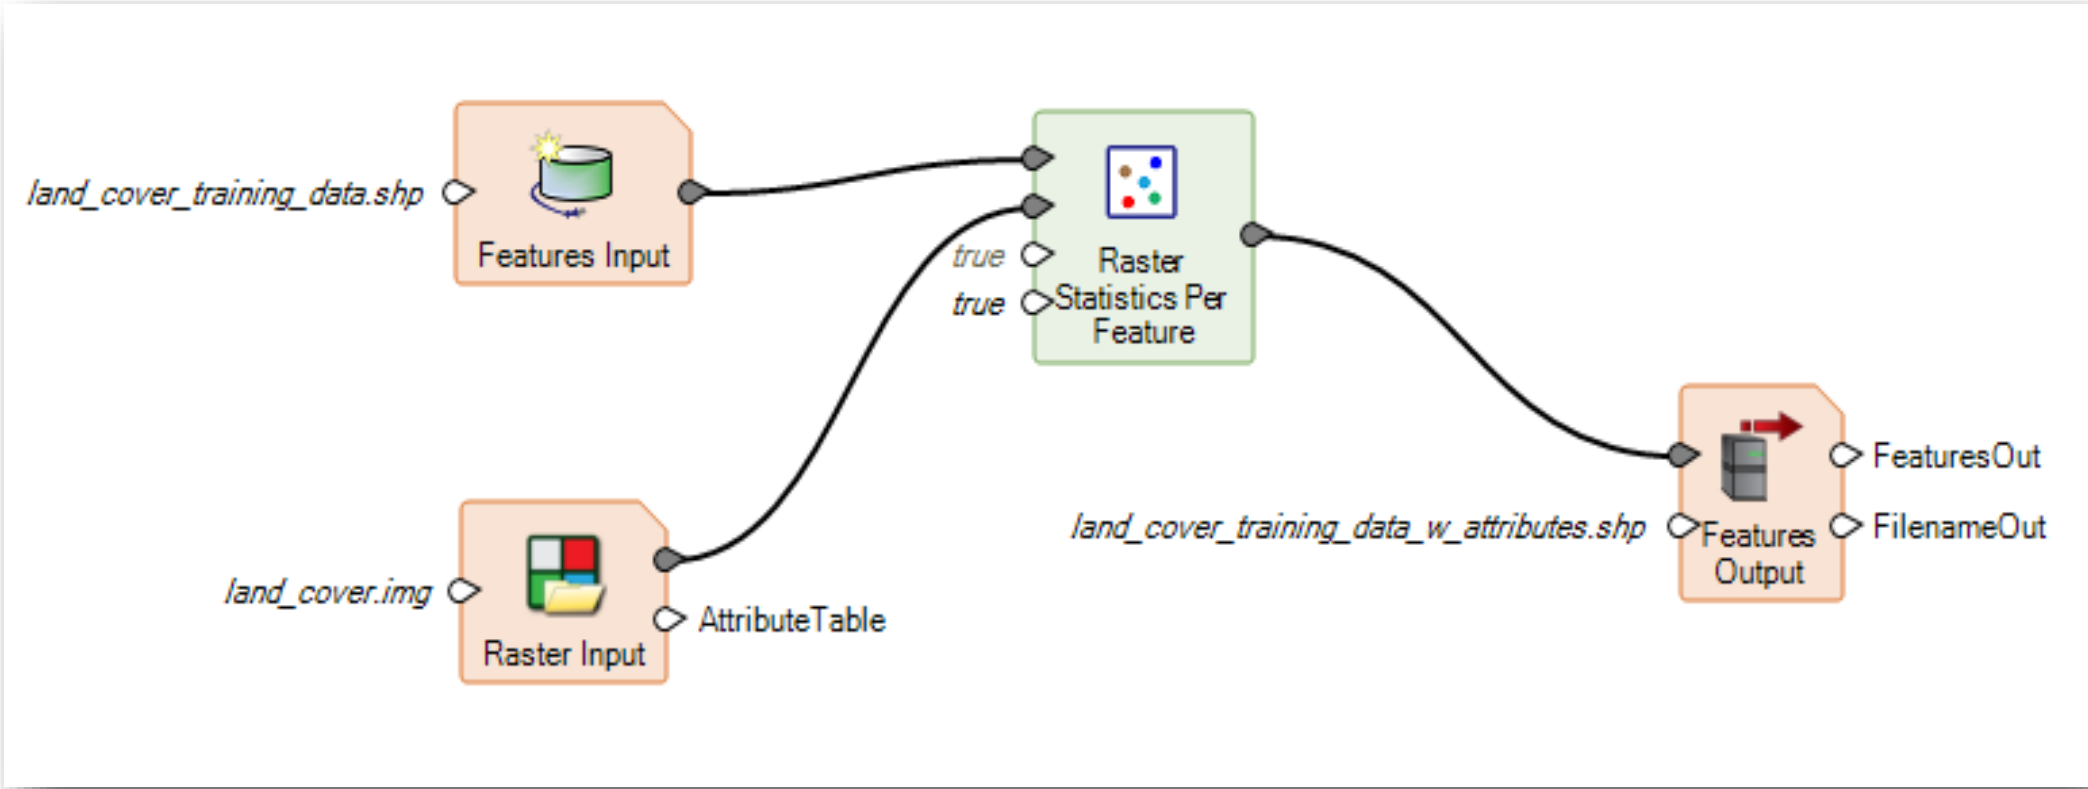 land_cover_training_data.shp
Features Input
true
true
Raster
Statistics Per
Feature
land_cover.img
AttributeTable
Raster Input
land_cover_training_data_w_attributes.shp
Features
Output
FeaturesOut
FilenameOut